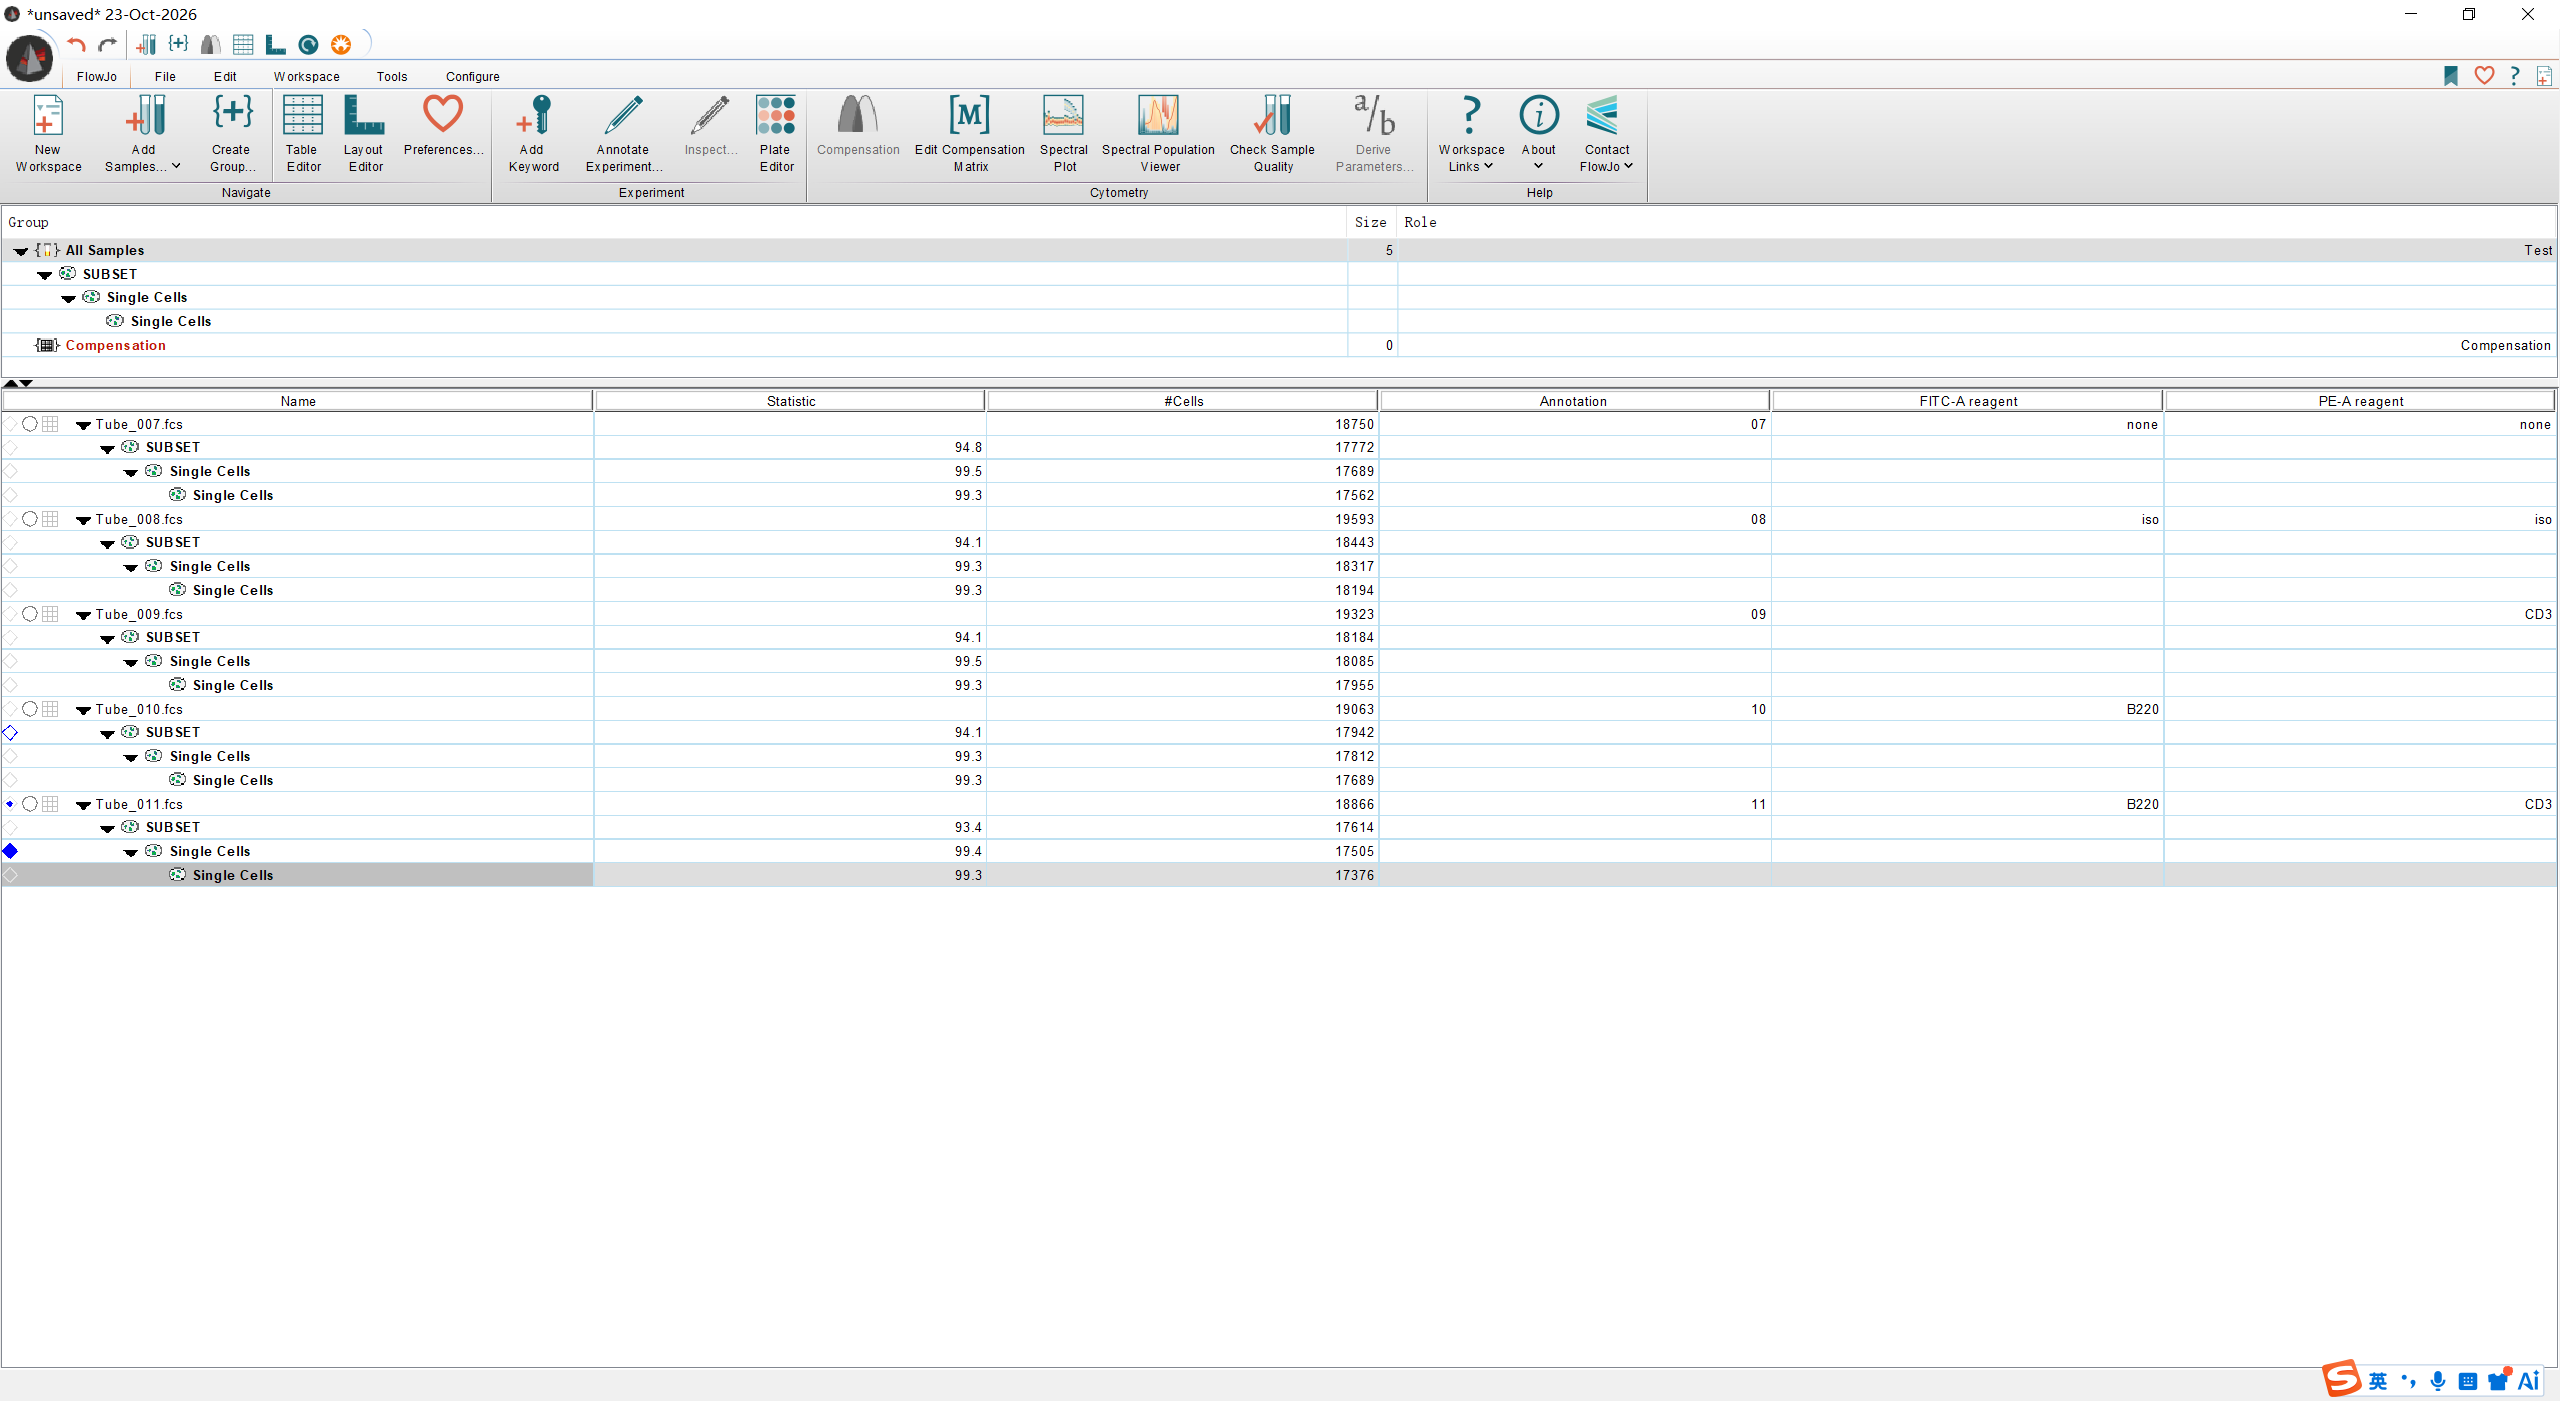 *unsaved* 23-Oct-2026
FlowJo File Edit Workspace Tools Configure
New Workspace
Add Samples...
Create Group...
Table Editor
Layout Editor
Preferences...
Add Keyword
Annotate Experiment...
Inspect...
Plate Editor
Compensation
Edit Compensation Matrix
Spectral Plot
Spectral Population Viewer
Check Sample Quality
a/b Derive Parameters...
Workspace Links
About
Contact FlowJo
Navigate Experiment Cytometry Help
Group Size Role
All Samples 5 Test
SUBSET
Single Cells
Single Cells
Compensation 0 Compensation
Name Statistic #Cells Annotation FITC-A reagent PE-A reagent
Tube_007.fcs 18750 07 none none
SUBSET 94.8 17772
Single Cells 99.5 17689
Single Cells 99.3 17562
Tube_008.fcs 19593 08 iso iso
SUBSET 94.1 18443
Single Cells 99.3 18317
Single Cells 99.3 18194
Tube_009.fcs 19323 09 CD3
SUBSET 94.1 18184
Single Cells 99.5 18085
Single Cells 99.3 17955
Tube_010.fcs 19063 10 B220
SUBSET 94.1 17942
Single Cells 99.3 17812
Single Cells 99.3 17689
Tube_011.fcs 18866 11 B220 CD3
SUBSET 93.4 17614
Single Cells 99.4 17505
Single Cells 99.3 17376
S 英 Ai